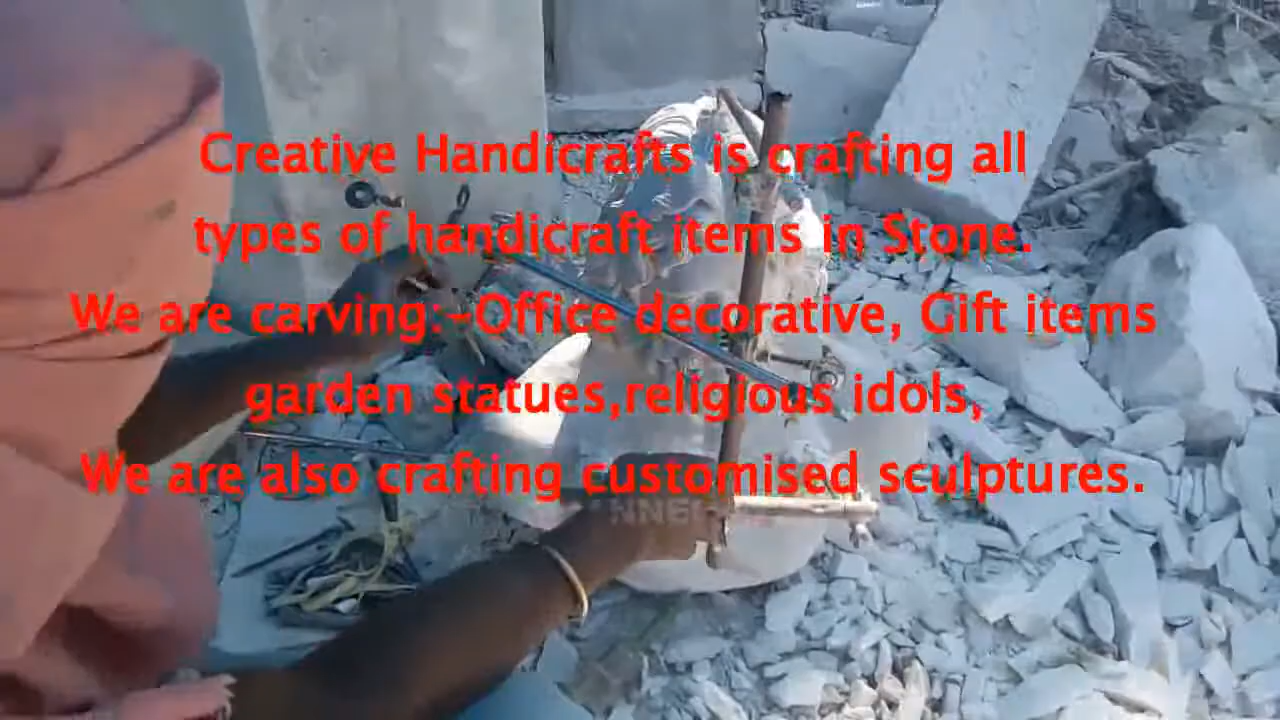 Creative Handicrafts is crafting all
types of handicraft items in Stone.
We are carving:-Office decorative, Gift items
garden statues,religious idols,
We are also crafting customised sculptures.